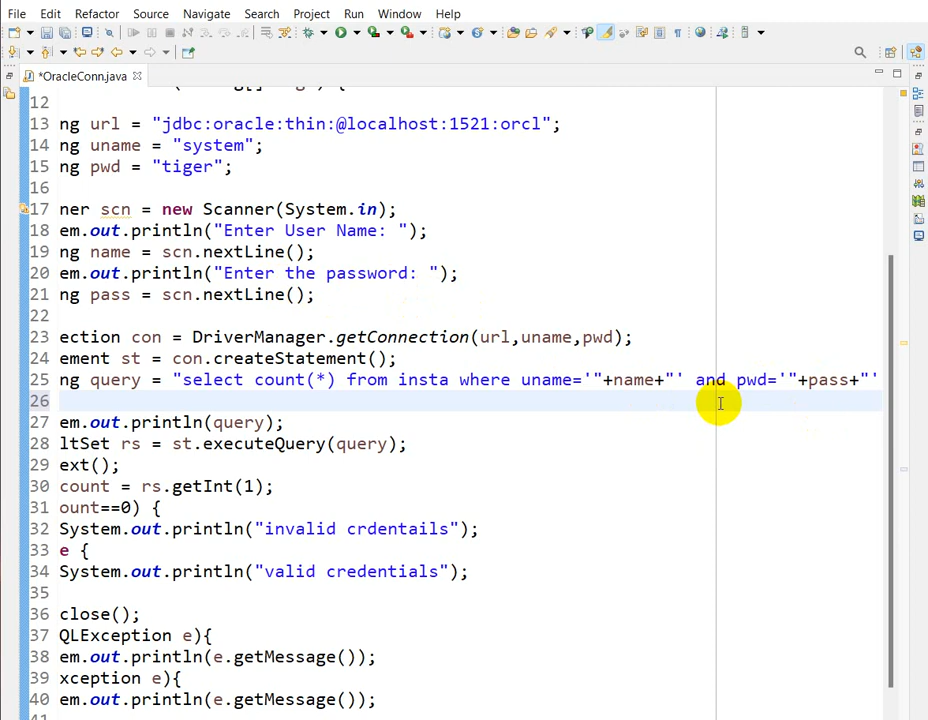 File Edit Refactor Source Navigate Search Project Run Window Help
*OracleConn.java
12
13 ng url = "jdbc:oracle:thin:@localhost:1521:orcl";
14 ng uname = "system";
15 ng pwd = "tiger";
16
17 ner scn = new Scanner(System.in);
18 em.out.println("Enter User Name: ");
19 ng name = scn.nextLine();
20 em.out.println("Enter the password: ");
21 ng pass = scn.nextLine();
22
23 ection con = DriverManager.getConnection(url,uname,pwd);
24 ement st = con.createStatement();
25 ng query = "select count(*) from insta where uname='"+name+"' and pwd='"+pass+"'
26
27 em.out.println(query);
28 ltSet rs = st.executeQuery(query);
29 ext();
30 count = rs.getInt(1);
31 ount==0) {
32 System.out.println("invalid crdentails");
33 e {
34 System.out.println("valid credentials");
35
36 close();
37 QLException e){
38 em.out.println(e.getMessage());
39 xception e){
40 em.out.println(e.getMessage());